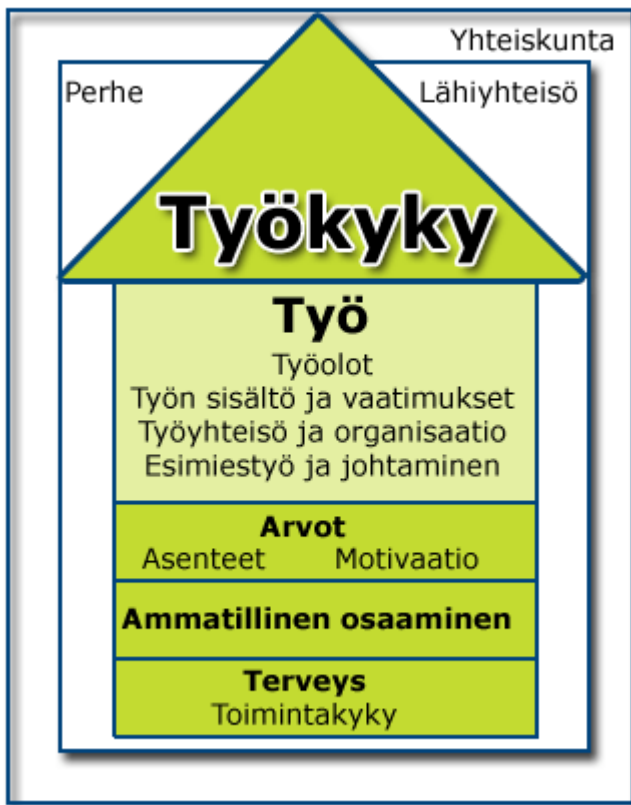 Yhteiskunta
Perhe Lähiyhteisö
Työkyky
Työ
Työolot
Työn sisältö ja vaatimukset
Työyhteisö ja organisaatio
Esimiestyö ja johtaminen
Arvot
Asenteet Motivaatio
Ammatillinen osaaminen
Terveys
Toimintakyky